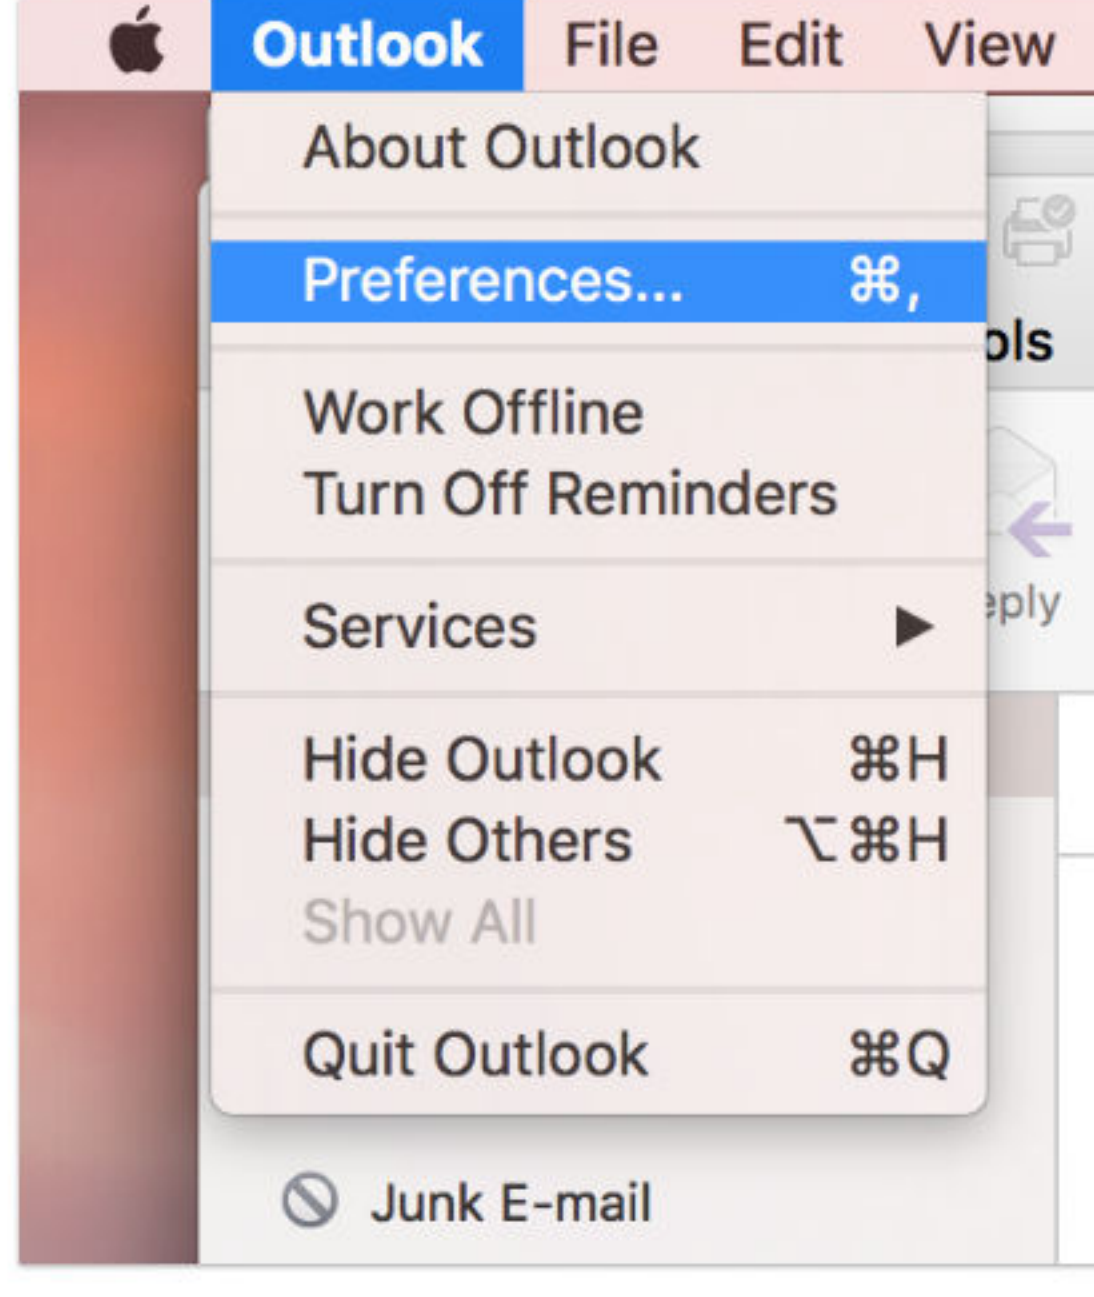 Outlook File Edit View
About Outlook
Preferences... ⌘,
Work Offline
Turn Off Reminders
Services ▶
Hide Outlook ⌘H
Hide Others ⌥⌘H
Show All
Quit Outlook ⌘Q
Junk E-mail